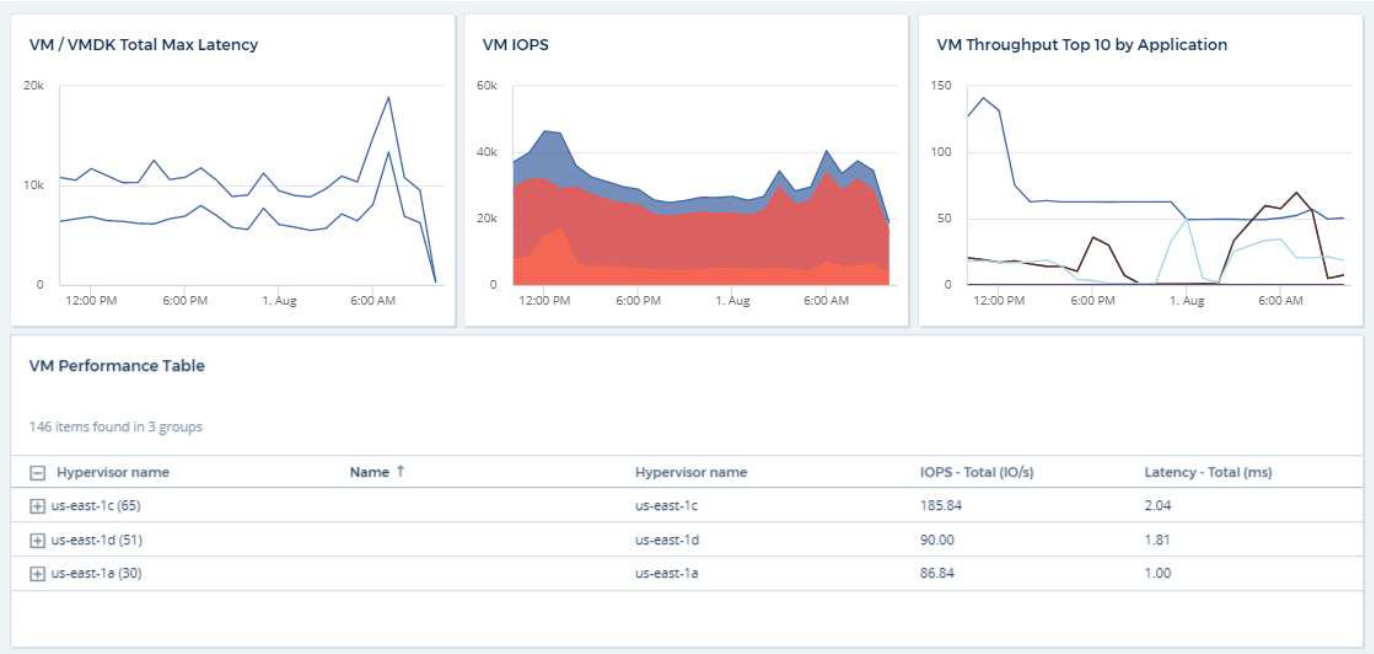 VM / VMDK Total Max Latency
20k
10k
0
12:00 PM 6:00 PM 1. Aug 6:00 AM
VM IOPS
60k
40k
20k
0
12:00 PM 6:00 PM 1. Aug 6:00 AM
VM Throughput Top 10 by Application
150
100
50
0
12:00 PM 6:00 PM 1. Aug 6:00 AM
VM Performance Table
146 items found in 3 groups
Hypervisor name Name ↑ Hypervisor name IOPS - Total (IO/s) Latency - Total (ms)
us-east-1c (65) us-east-1c 185.84 2.04
us-east-1d (51) us-east-1d 90.00 1.81
us-east-1a (30) us-east-1a 86.84 1.00